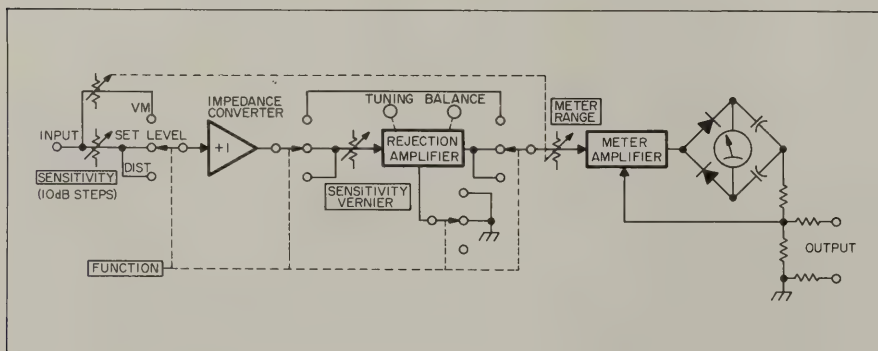 IMPEDANCE
CONVERTER
TUNING BALANCE
METER
RANGE
VM
INPUT
SET LEVEL
+1
REJECTION
AMPLIFIER
METER
AMPLIFIER
DIST
SENSITIVITY
(10dB STEPS)
SENSITIVITY
VERNIER
FUNCTION
OUTPUT